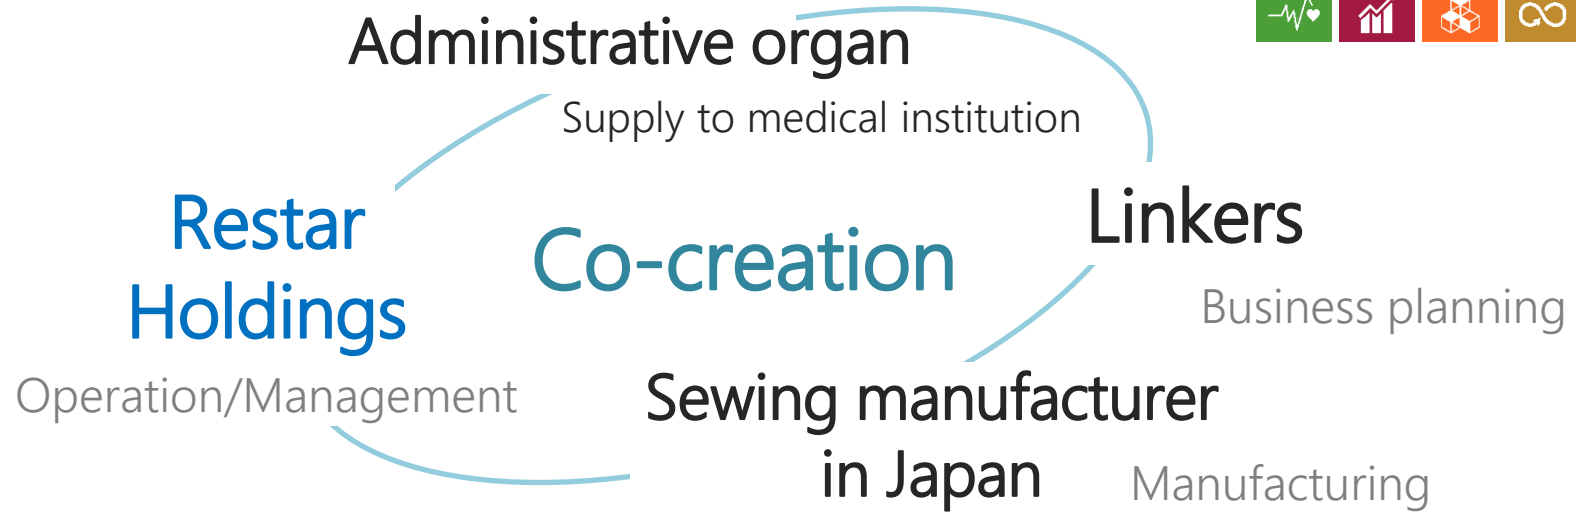 Administrative organ
Supply to medical institution
Restar
Holdings
Operation/Management
Co-creation
Linkers
Business planning
Sewing manufacturer
in Japan
Manufacturing